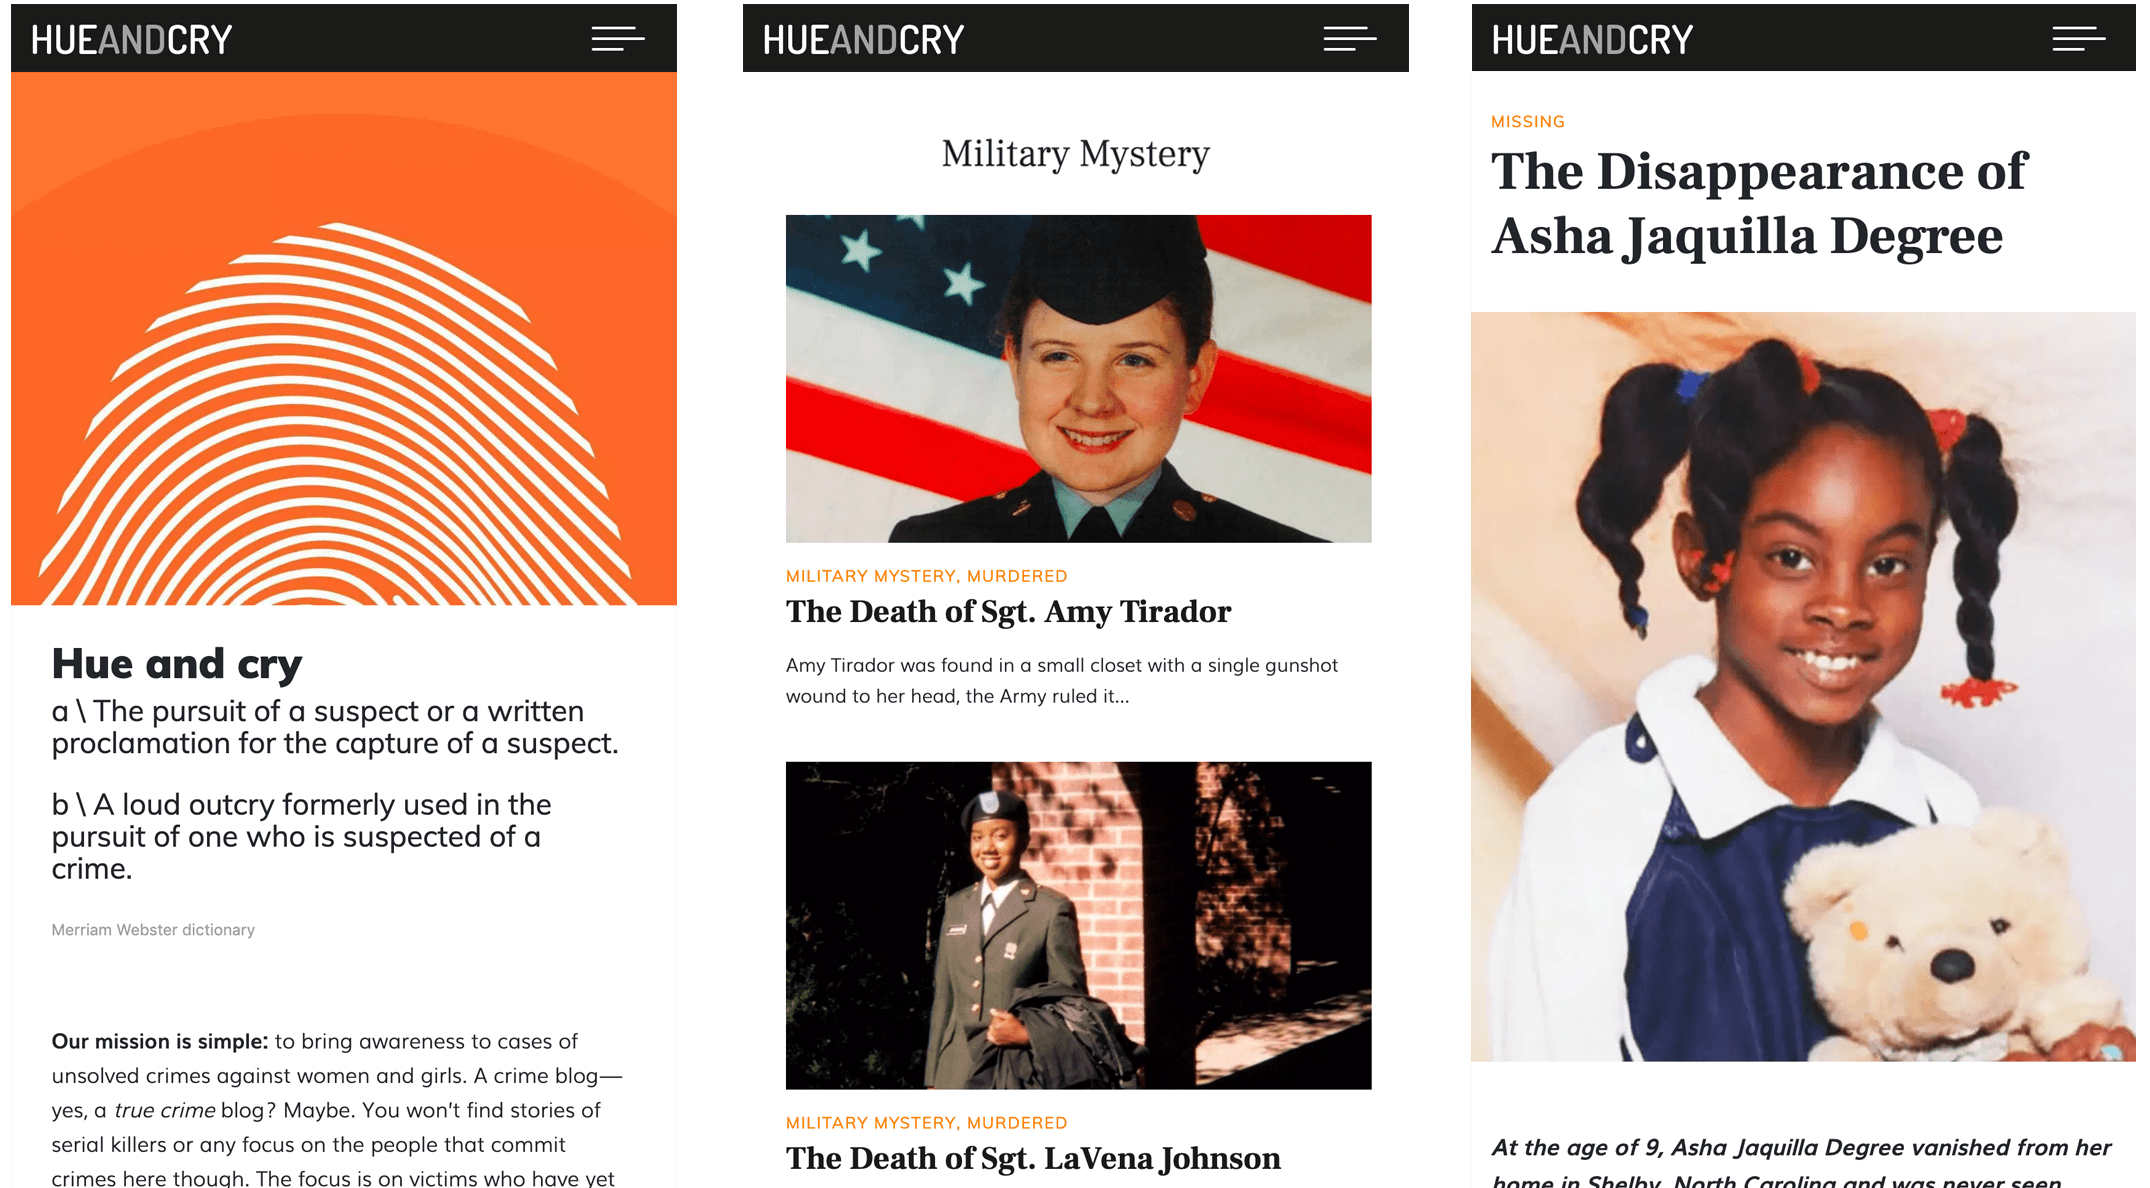 HUEANDCRY
Hue and cry
a \ The pursuit of a suspect or a written
proclamation for the capture of a suspect.
b \ A loud outcry formerly used in the
pursuit of one who is suspected of a
crime.
Merriam Webster dictionary
Our mission is simple: to bring awareness to cases of
unsolved crimes against women and girls. A crime blog—
yes, a true crime blog? Maybe. You won't find stories of
serial killers or any focus on the people that commit
crimes here though. The focus is on victims who have yet
HUEANDCRY
Military Mystery
MILITARY MYSTERY, MURDERED
The Death of Sgt. Amy Tirador
Amy Tirador was found in a small closet with a single gunshot
wound to her head, the Army ruled it...
MILITARY MYSTERY, MURDERED
The Death of Sgt. LaVena Johnson
HUEANDCRY
MISSING
The Disappearance of
Asha Jaquilla Degree
At the age of 9, Asha Jaquilla Degree vanished from her
home in Shelby, North Carolina and was never seen